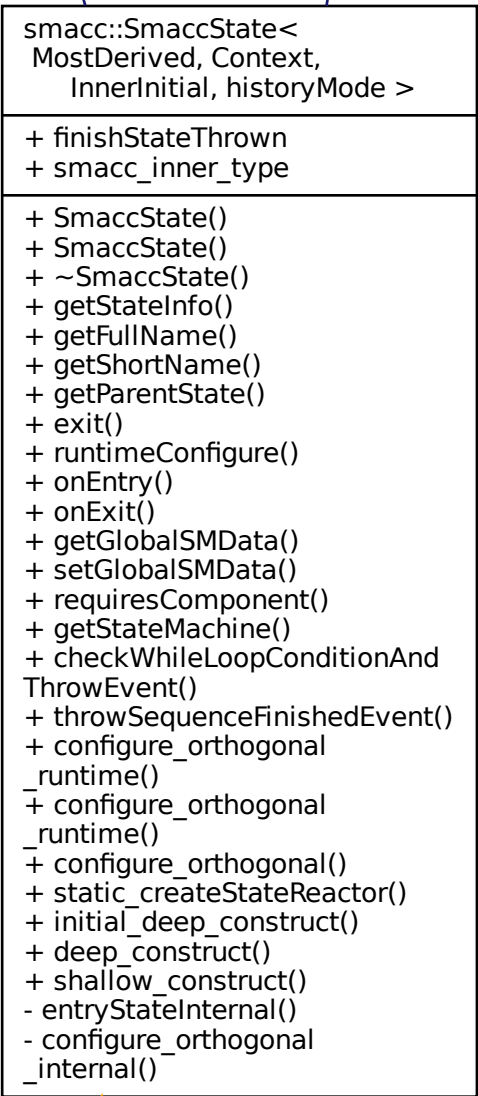 smacc::SmaccState<
MostDerived, Context,
InnerInitial, historyMode >
+ finishStateThrown
+ smacc_inner_type
+ SmaccState()
+ SmaccState()
+ ~SmaccState()
+ getStateInfo()
+ getFullName()
+ getShortName()
+ getParentState()
+ exit()
+ runtimeConfigure()
+ onEntry()
+ onExit()
+ getGlobalSMData()
+ setGlobalSMData()
+ requiresComponent()
+ getStateMachine()
+ checkWhileLoopConditionAnd
ThrowEvent()
+ throwSequenceFinishedEvent()
+ configure_orthogonal
_runtime()
+ configure_orthogonal
_runtime()
+ configure_orthogonal()
+ static_createStateReactor()
+ initial_deep_construct()
+ deep_construct()
+ shallow_construct()
- entryStateInternal()
- configure_orthogonal
_internal()